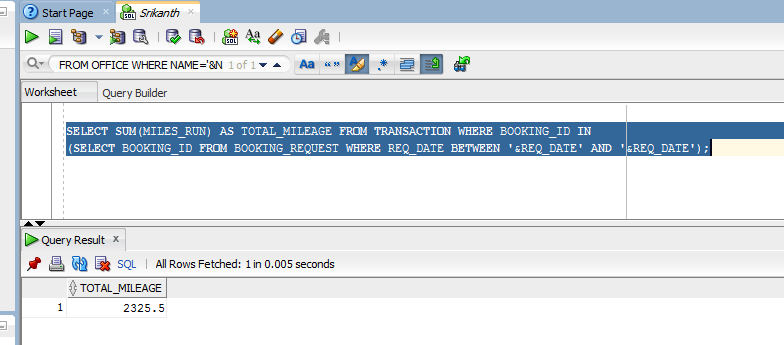 Start Page
Srikanth
SQL
FROM OFFICE WHERE NAME='&N 1 of 1
Aa “ ”
Worksheet Query Builder
SELECT SUM(MILES_RUN) AS TOTAL_MILEAGE FROM TRANSACTION WHERE BOOKING_ID IN
(SELECT BOOKING_ID FROM BOOKING_REQUEST WHERE REQ_DATE BETWEEN '&REQ_DATE' AND '&REQ_DATE');
Query Result x
SQL | All Rows Fetched: 1 in 0.005 seconds
TOTAL_MILEAGE
1 2325.5